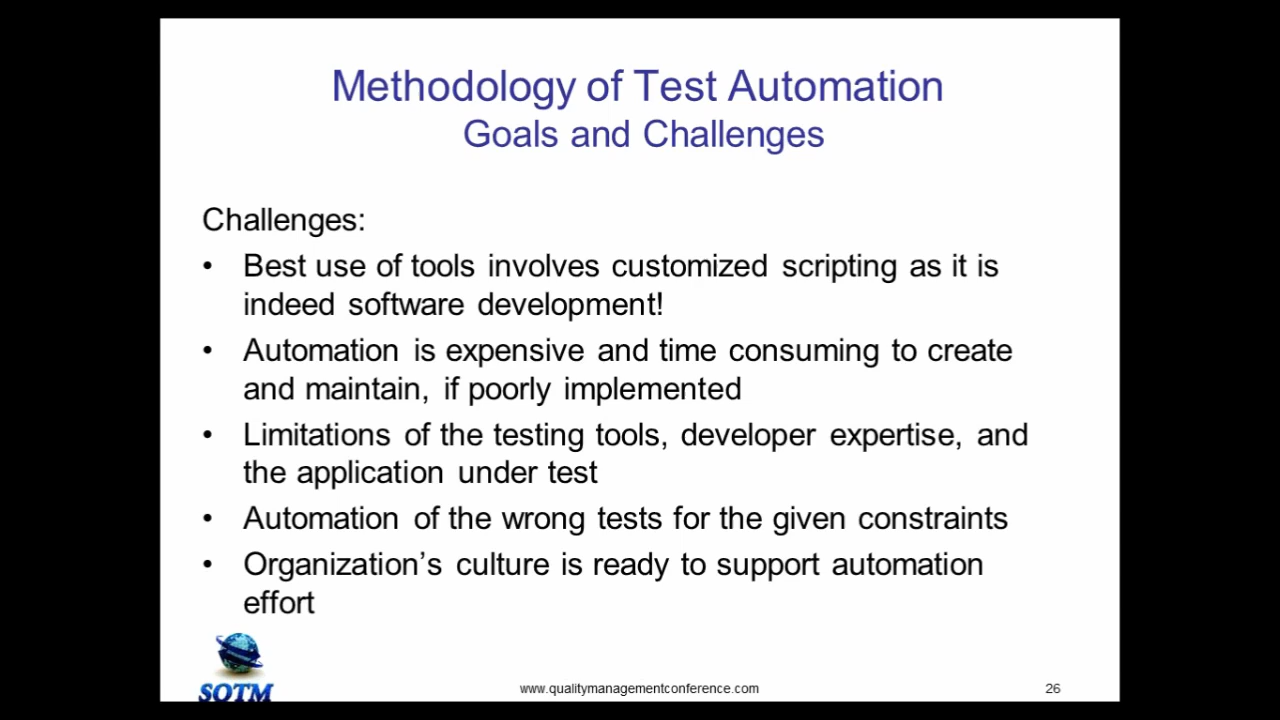 Methodology of Test Automation
Goals and Challenges
Challenges:
• Best use of tools involves customized scripting as it is
indeed software development!
• Automation is expensive and time consuming to create
and maintain, if poorly implemented
• Limitations of the testing tools, developer expertise, and
the application under test
• Automation of the wrong tests for the given constraints
• Organization’s culture is ready to support automation
effort
SOTM
www.qualitymanagementconference.com
26